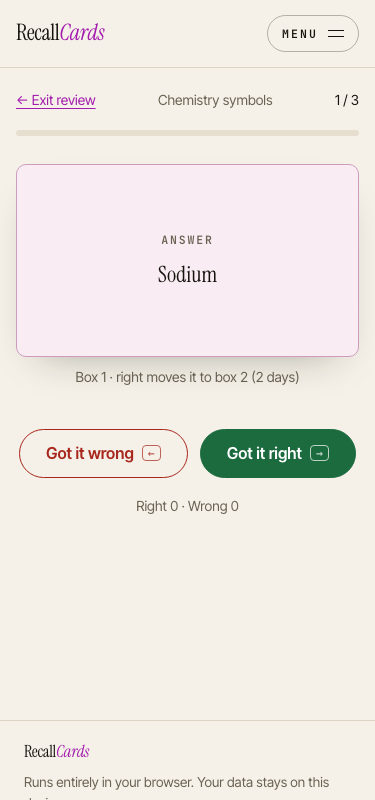 RecallCards
MENU
← Exit review
Chemistry symbols
1 / 3
ANSWER
Sodium
Box 1 · right moves it to box 2 (2 days)
Got it wrong ←
Got it right →
Right 0 · Wrong 0
RecallCards
Runs entirely in your browser. Your data stays on this